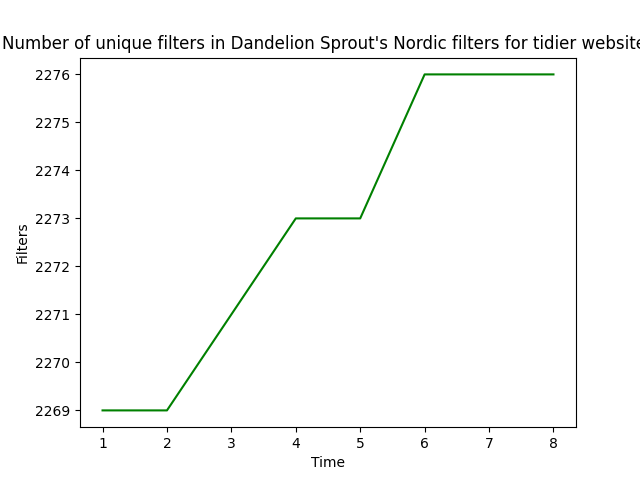 Number of unique filters in Dandelion Sprout's Nordic filters for tidier website
2276
2275
2274
2273
2272
2271
2270
2269
Filters
1 2 3 4 5 6 7 8
Time